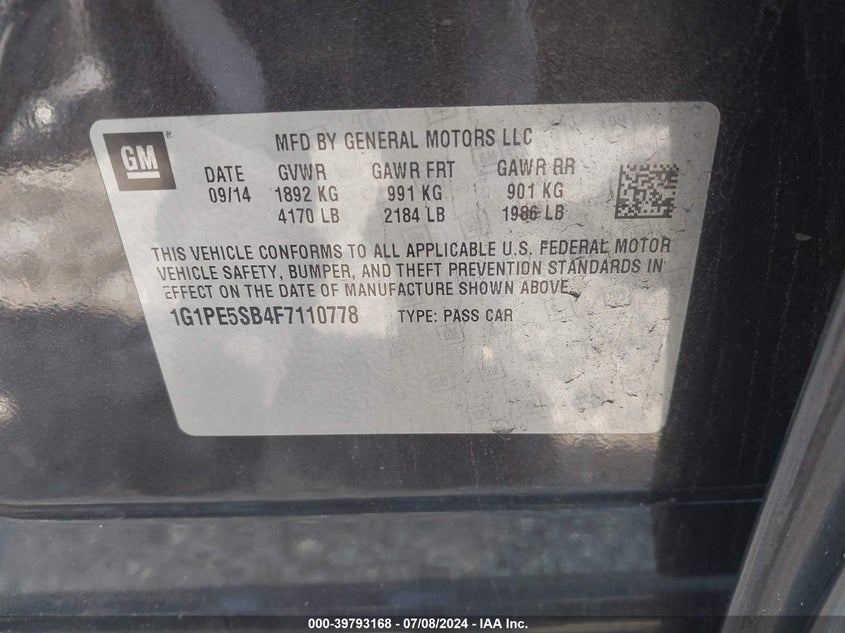 GM
MFD BY GENERAL MOTORS LLC
DATE GVWR GAWR FRT GAWR RR
09/14 1892 KG 991 KG 901 KG
4170 LB 2184 LB 1986 LB
THIS VEHICLE CONFORMS TO ALL APPLICABLE U.S. FEDERAL MOTOR
VEHICLE SAFETY, BUMPER, AND THEFT PREVENTION STANDARDS IN
EFFECT ON THE DATE OF MANUFACTURE SHOWN ABOVE.
1G1PE5SB4F7110778 TYPE: PASS CAR
000-39793168 - 07/08/2024 - IAA Inc.